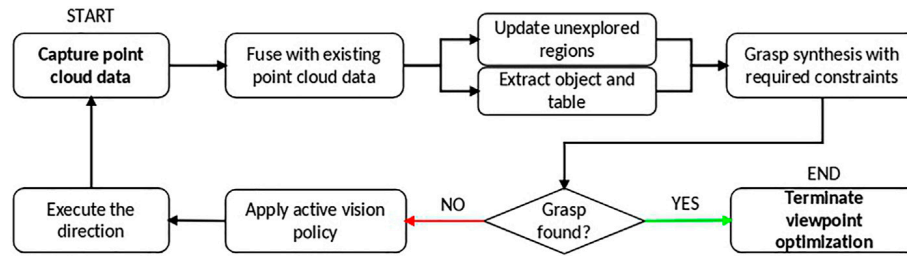 START
Capture point
cloud data
Fuse with existing
point cloud data
Update unexplored
regions
Extract object and
table
Grasp synthesis with
required constraints
Grasp
found?
NO
YES
Apply active vision
policy
Execute the
direction
END
Terminate
viewpoint
optimization